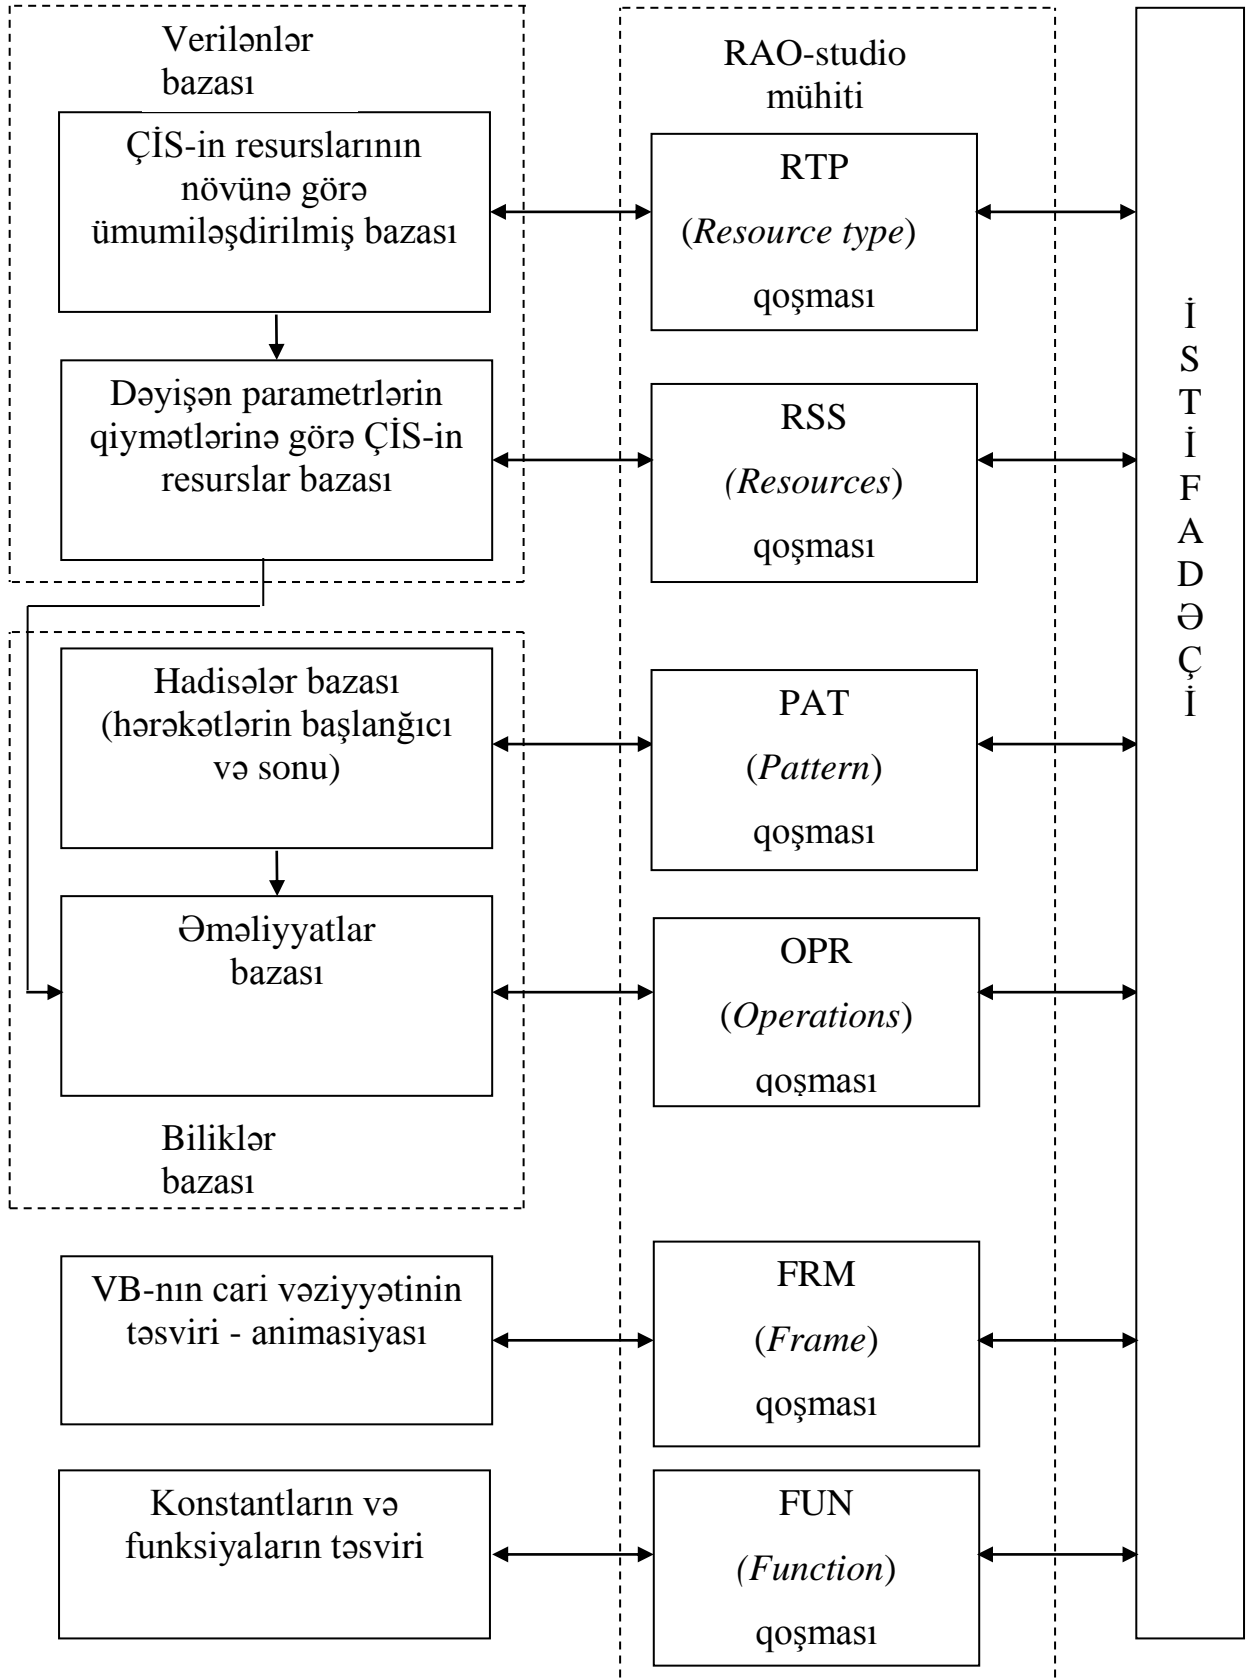 Verilənlər
bazası
ÇİS-in resurslarının
növünə görə
ümumiləşdirilmiş bazası
Dəyişən parametrlərin
qiymətlərinə görə ÇİS-in
resurslar bazası
Hadisələr bazası
(hərəkətlərin başlanğıcı
və sonu)
Əməliyyatlar
bazası
Biliklər
bazası
VB-nın cari vəziyyətinin
təsviri - animasiyası
Konstantların və
funksiyaların təsviri
RAO-studio
mühiti
RTP
(Resource type)
qoşması
RSS
(Resources)
qoşması
PAT
(Pattern)
qoşması
OPR
(Operations)
qoşması
FRM
(Frame)
qoşması
FUN
(Function)
qoşması
İ
S
T
İ
F
A
D
Ə
Ç
İ